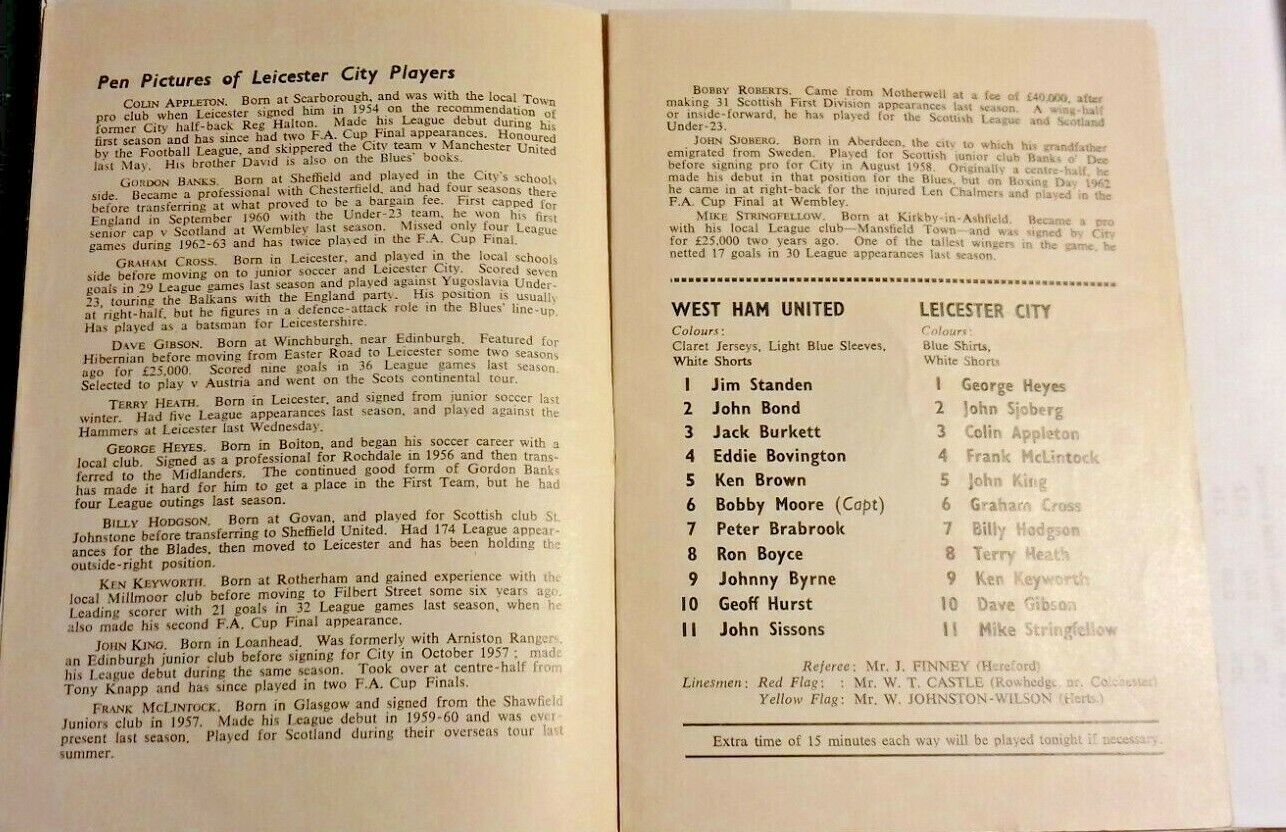 Pen Pictures of Leicester City Players
COLIN APPLETON. Born at Scarborough, and was with the local Town
pro club when Leicester signed him in 1954 on the recommendation of
former City half-back Reg Halton. Made his League debut during his
first season and has since had two F.A. Cup Final appearances. Honoured
by the Football League, and skippered the City team v Manchester United
last May. His brother David is also on the Blues' books.
GORDON BANKS. Born at Sheffield and played in the City's schools
side. Became a professional with Chesterfield, and had four seasons there
before transferring at what proved to be a bargain fee. First capped for
England in September 1960 with the Under-23 team, he won his first
senior cap v Scotland at Wembley last season. Missed only four League
games during 1962-63 and has twice played in the F.A. Cup Final.
GRAHAM CROSS. Born in Leicester, and played in the local schools
side before moving on to junior soccer and Leicester City. Scored seven
goals in 29 League games last season and played against Yugoslavia Under-
23, touring the Balkans with the England party. His position is usually
at right-half, but he figures in a defence-attack role in the Blues' line-up.
Has played as a batsman for Leicestershire.
DAVE GIBSON. Born at Winchburgh, near Edinburgh. Featured for
Hibernian before moving from Easter Road to Leicester some two seasons
ago for £25,000. Scored nine goals in 36 League games last season.
Selected to play v Austria and went on the Scots continental tour.
TERRY HEATH. Born in Leicester, and signed from junior soccer last
winter. Had five League appearances last season, and played against the
Hammers at Leicester last Wednesday.
GEORGE HEYES. Born in Bolton, and began his soccer career with a
local club. Signed as a professional for Rochdale in 1956 and then trans-
ferred to the Midlanders. The continued good form of Gordon Banks
has made it hard for him to get a place in the First Team, but he had
four League outings last season.
BILLY HODGSON. Born at Govan, and played for Scottish club St.
Johnstone before transferring to Sheffield United. Had 174 League appear-
ances for the Blades, then moved to Leicester and has been holding the
outside-right position.
KEN KEYWORTH. Born at Rotherham and gained experience with the
local Millmoor club before moving to Filbert Street some six years ago.
Leading scorer with 21 goals in 32 League games last season, when he
also made his second F.A. Cup Final appearance.
JOHN KING. Born in Loanhead. Was formerly with Arniston Rangers,
an Edinburgh junior club before signing for City in October 1957; made
his League debut during the same season. Took over at centre-half from
Tony Knapp and has since played in two F.A. Cup Finals.
FRANK MCLINTOCK. Born in Glasgow and signed from the Shawfield
Juniors club in 1957. Made his League debut in 1959-60 and was ever-
present last season. Played for Scotland during their overseas tour last
summer.
BOBBY ROBERTS. Came from Motherwell at a fee of £40,000, after
making 31 Scottish First Division appearances last season. A wing-half
or inside-forward, he has played for the Scottish League and Scotland
Under-23.
JOHN SJOBERG. Born in Aberdeen, the city to which his grandfather
emigrated from Sweden. Played for Scottish junior club Banks o' Dee
before signing pro for City in August 1958. Originally a centre-half, he
made his debut in that position for the Blues, but on Boxing Day 1962
he came in at right-back for the injured Len Chalmers and played in the
F.A. Cup Final at Wembley.
MIKE STRINGFELLOW. Born at Kirkby-in-Ashfield. Became a pro
with his local League club—Mansfield Town—and was signed by City
for £25,000 two years ago. One of the tallest wingers in the game, he
netted 17 goals in 30 League appearances last season.
WEST HAM UNITED
Colours:
Claret Jerseys, Light Blue Sleeves,
White Shorts
1 Jim Standen
2 John Bond
3 Jack Burkett
4 Eddie Bovington
5 Ken Brown
6 Bobby Moore (Capt)
7 Peter Brabrook
8 Ron Boyce
9 Johnny Byrne
10 Geoff Hurst
11 John Sissons
LEICESTER CITY
Colours:
Blue Shirts,
White Shorts
1 George Heyes
2 John Sjoberg
3 Colin Appleton
4 Frank McLintock
5 John King
6 Graham Cross
7 Billy Hodgson
8 Terry Heath
9 Ken Keyworth
10 Dave Gibson
11 Mike Stringfellow
Referee: Mr. J. FINNEY (Hereford)
Linesmen: Red Flag: : Mr. W. T. CASTLE (Rowhedge, nr. Colchester)
Yellow Flag: Mr. W. JOHNSTON-WILSON (Herts.)
Extra time of 15 minutes each way will be played tonight if necessary.